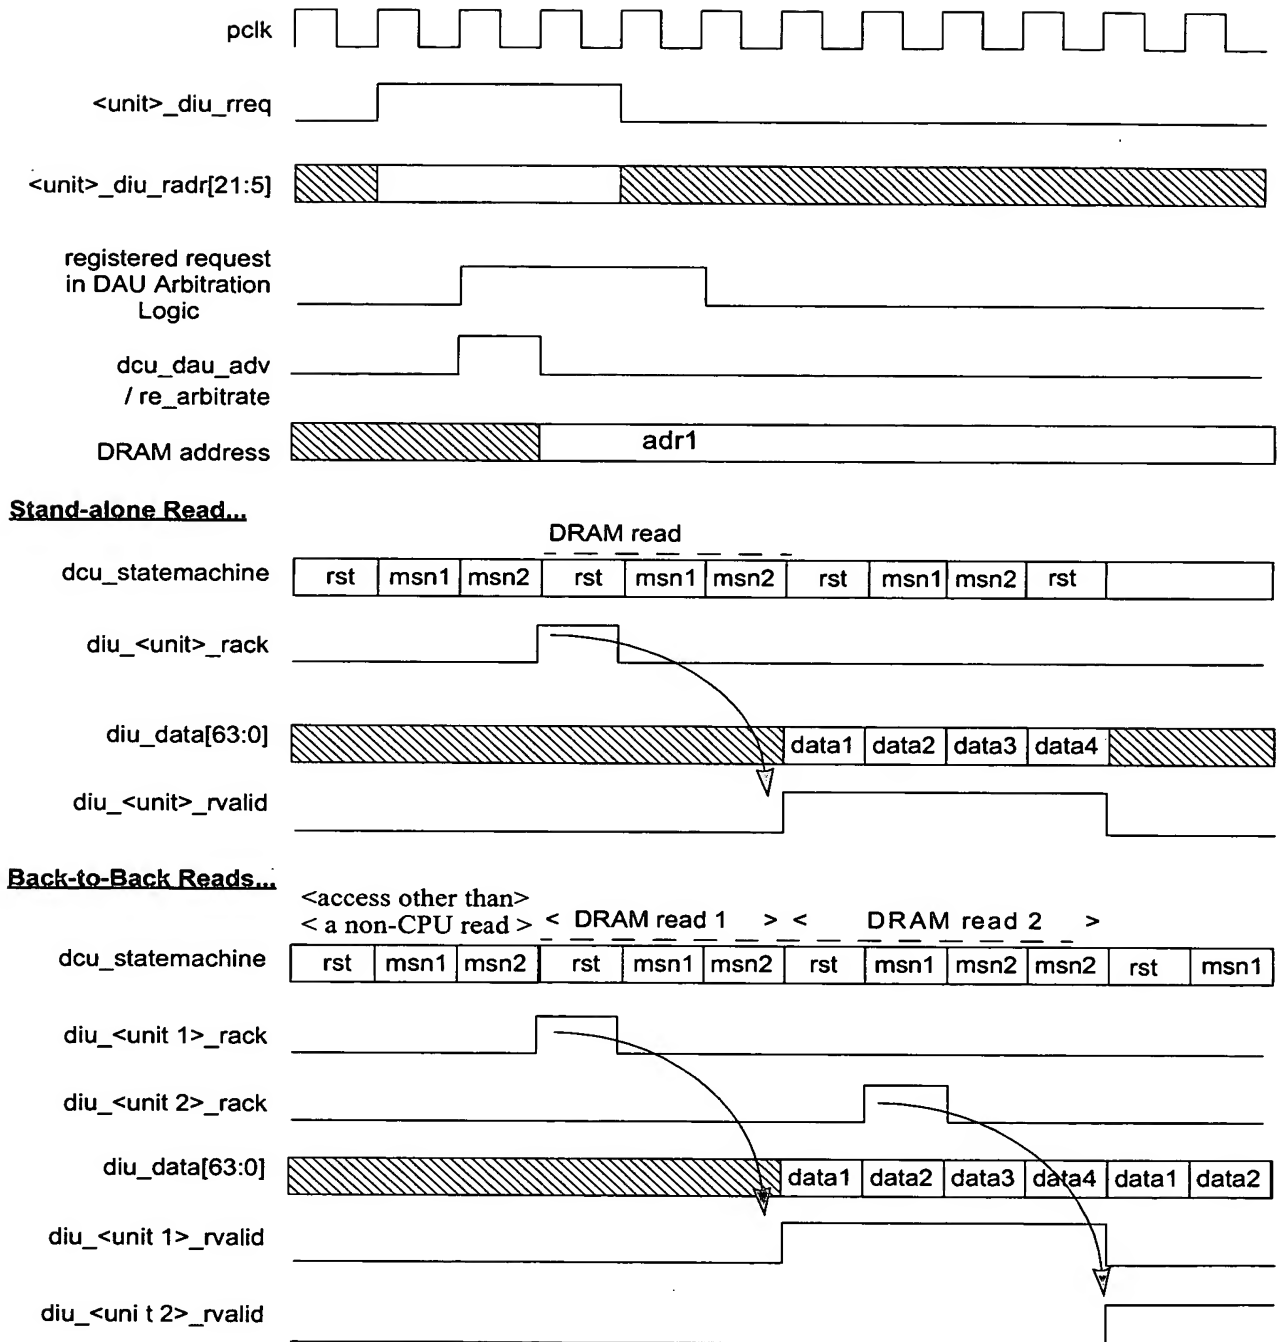 pclk
<unit>_diu_rreq
<unit>_diu_radr[21:5]
registered request
in DAU Arbitration
Logic
dcu_dau_adv
/ re_arbitrate
DRAM address
adr1
Stand-alone Read...
DRAM read
dcu_statemachine rst msn1 msn2 rst msn1 msn2 rst msn1 msn2 rst
diu_<unit>_rack
diu_data[63:0] data1 data2 data3 data4
diu_<unit>_rvalid
Back-to-Back Reads...
<access other than>
< a non-CPU read > < DRAM read 1 > < DRAM read 2 >
dcu_statemachine rst msn1 msn2 rst msn1 msn2 rst msn1 msn2 msn2 rst msn1
diu_<unit 1>_rack
diu_<unit 2>_rack
diu_data[63:0] data1 data2 data3 data4 data1 data2
diu_<unit 1>_rvalid
diu_<uni t 2>_rvalid